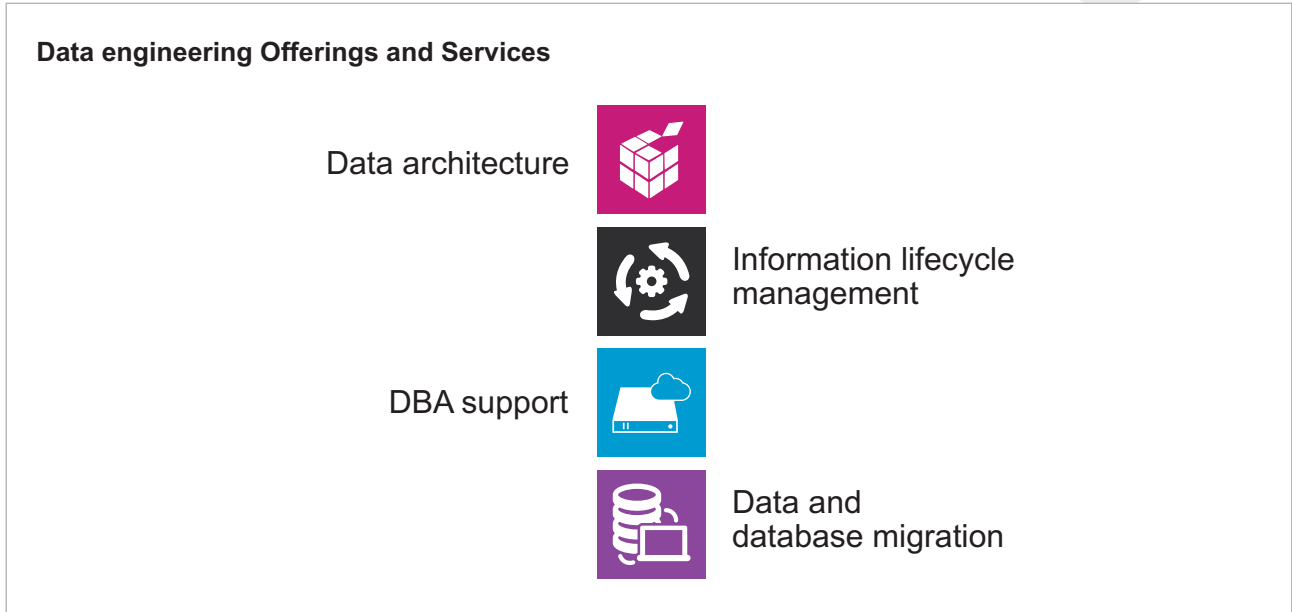 Data engineering Offerings and Services
Data architecture
Information lifecycle
management
DBA support
Data and
database migration